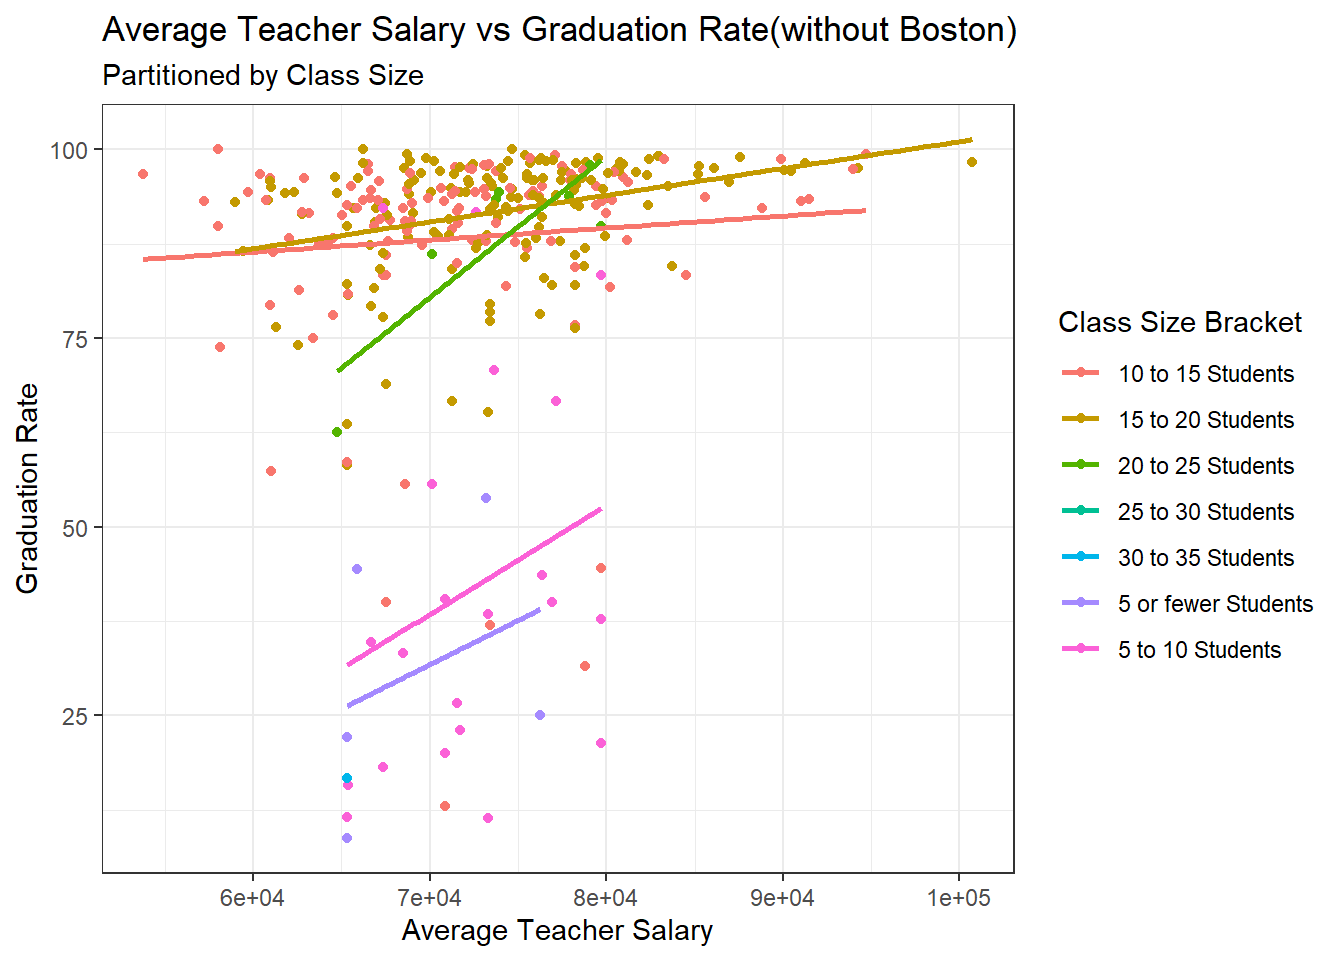 Average Teacher Salary vs Graduation Rate(without Boston)
Partitioned by Class Size
Graduation Rate
100
75
50
25
6e+04
7e+04
8e+04
9e+04
1e+05
Average Teacher Salary
Class Size Bracket
10 to 15 Students
15 to 20 Students
20 to 25 Students
25 to 30 Students
30 to 35 Students
5 or fewer Students
5 to 10 Students